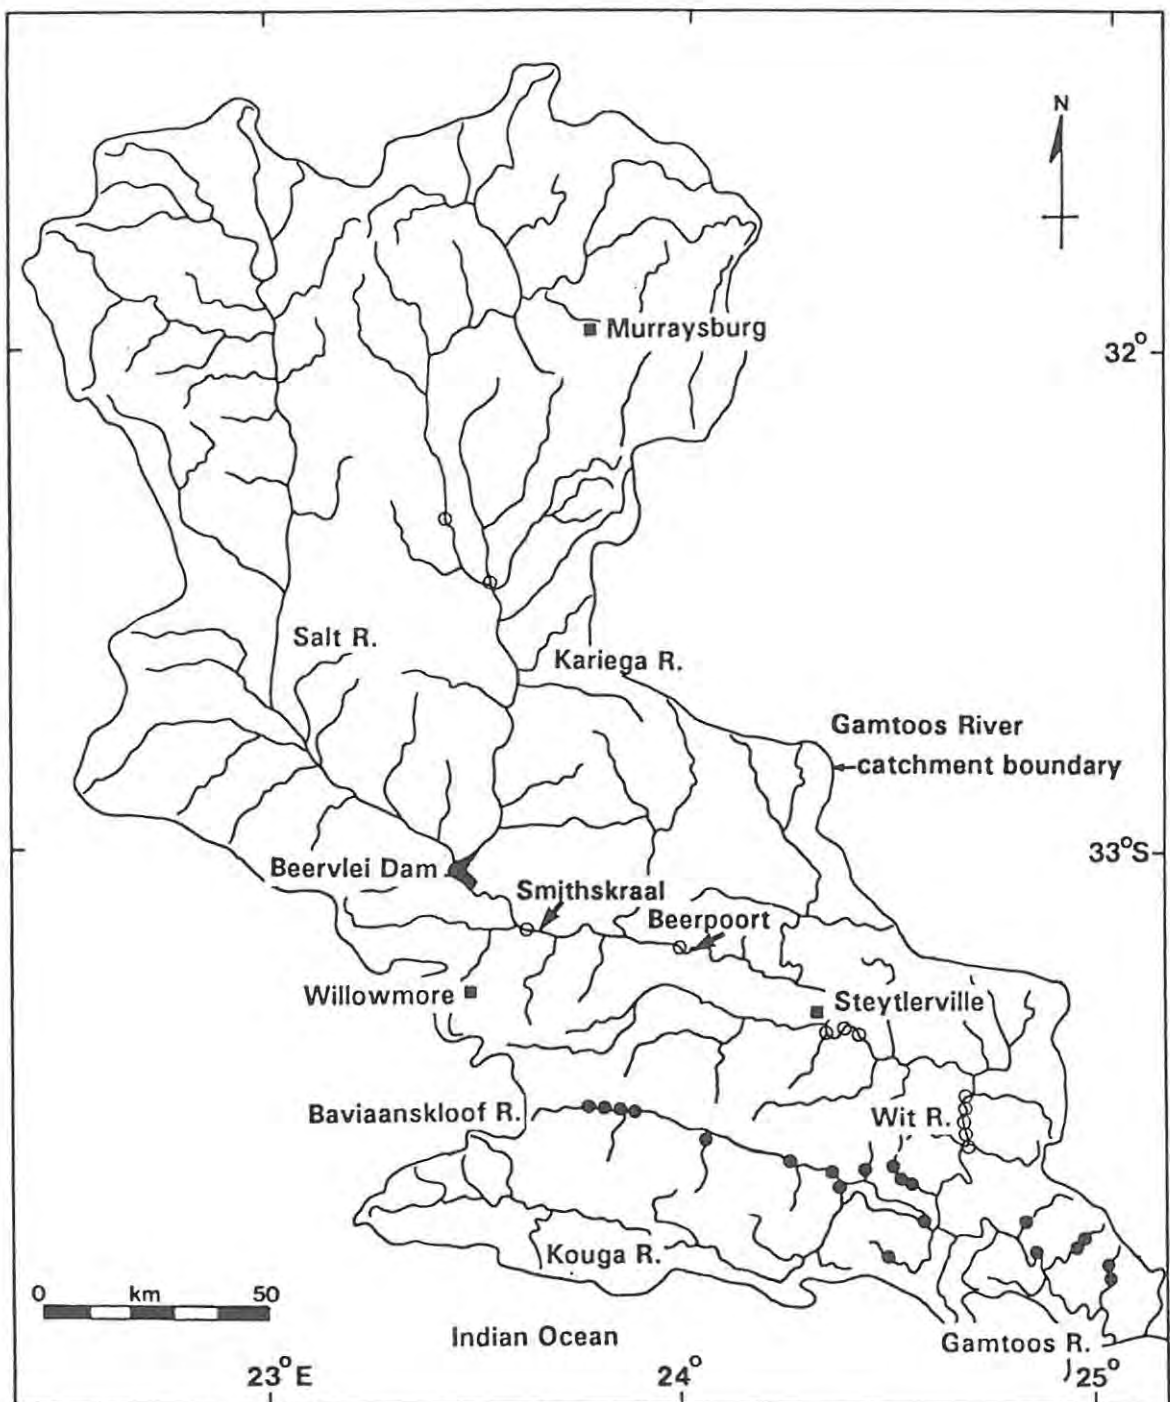 N
Murraysburg
32°
Salt R.
Kariega R.
Gamtoos River
catchment boundary
33°S
Beervlei Dam
Smithskraal
Beerpoort
Willowmore
Steytlerville
Baviaanskloof R.
Wit R.
Kouga R.
0 km 50
Indian Ocean
Gamtoos R.
23°E
24°
25°